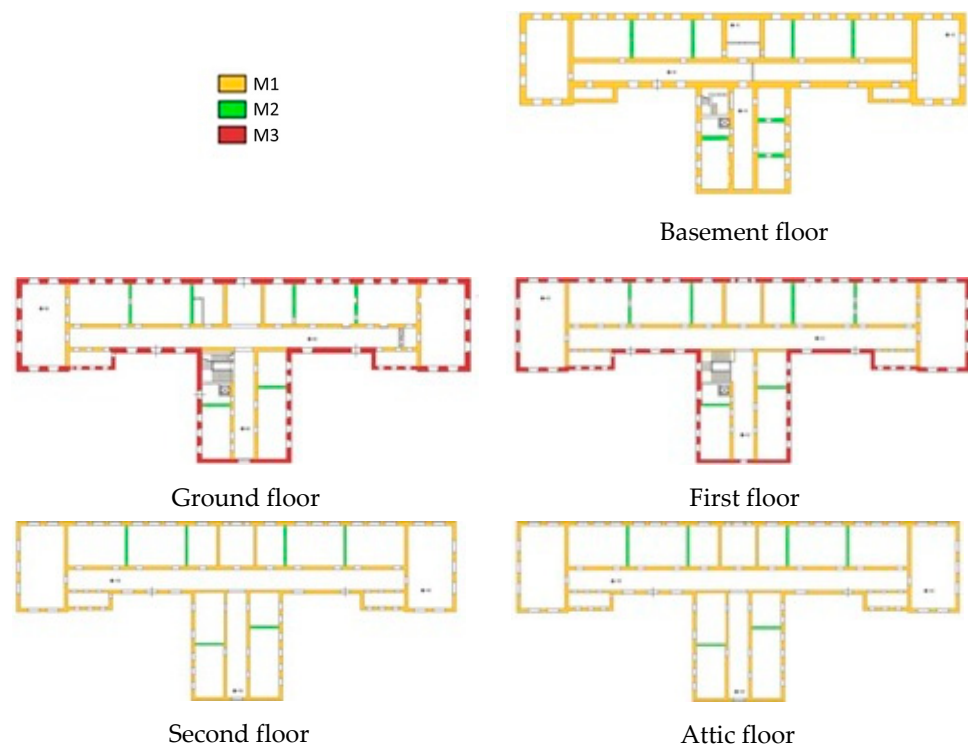 M1
M2
M3
Basement floor
Ground floor
First floor
Second floor
Attic floor